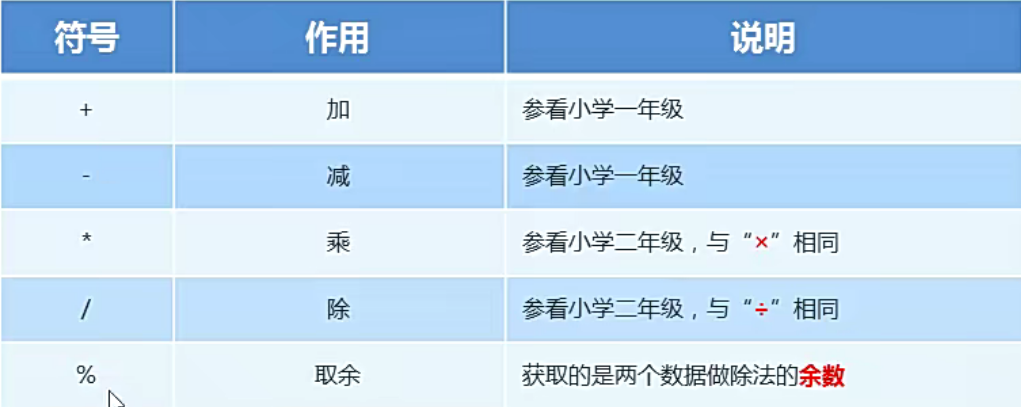 符号 作用 说明
+ 加 参看小学一年级
- 减 参看小学一年级
* 乘 参看小学二年级，与“×”相同
/ 除 参看小学二年级，与“÷”相同
% 取余 获取的是两个数据做除法的余数